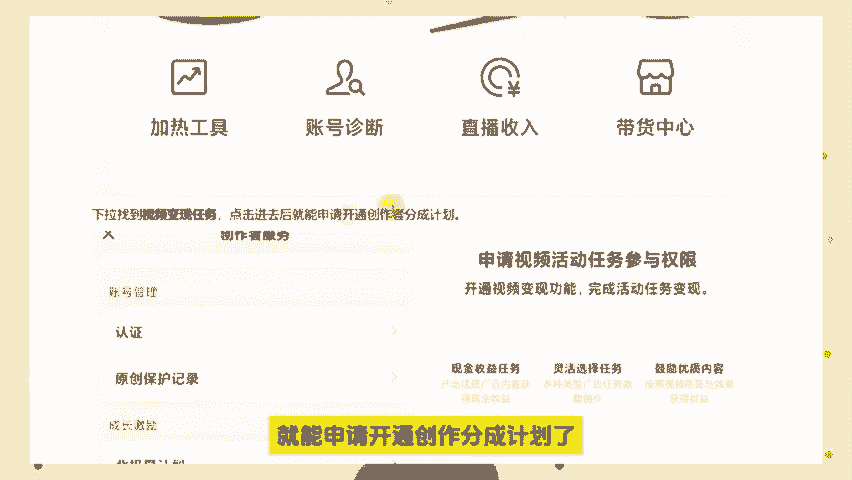 加热工具 账号诊断 直播收入 带货中心
下拉找到视频变现任务，点击进去后就能申请开通创作者分成计划。
创作者服务
申请视频活动任务参与权限
账号管理
开通视频变现功能，完成活动任务变现。
认证
现金收益任务 灵活选择任务 鼓励优质内容
原创保护记录
成长激励
就能申请开通创作分成计划了